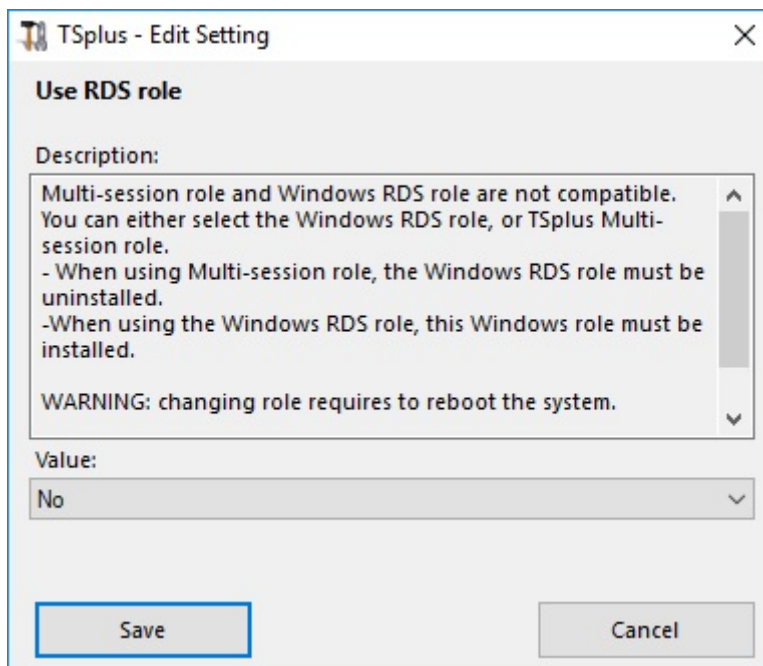 TSplus - Edit Setting
Use RDS role
Description:
Multi-session role and Windows RDS role are not compatible.
You can either select the Windows RDS role, or TSplus Multi-
session role.
- When using Multi-session role, the Windows RDS role must be
uninstalled.
-When using the Windows RDS role, this Windows role must be
installed.
WARNING: changing role requires to reboot the system.
Value:
No
Save
Cancel